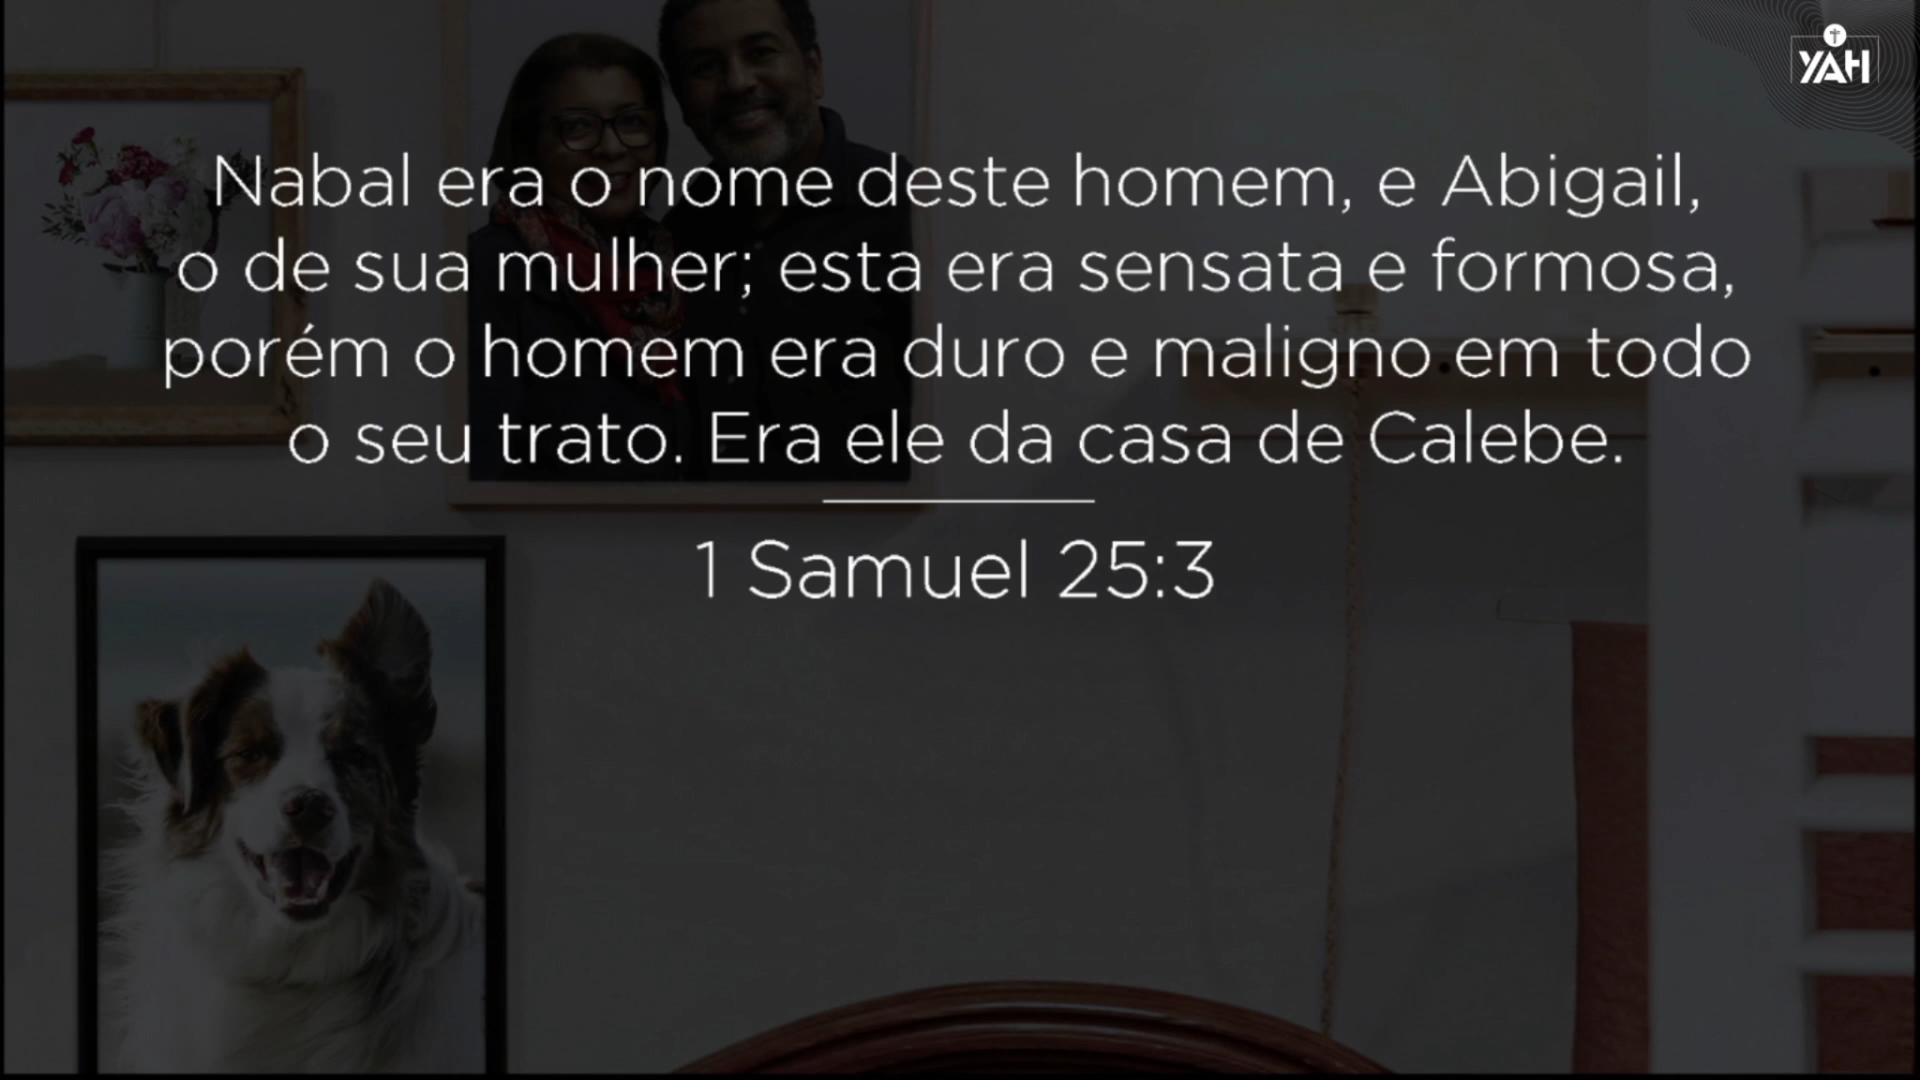 YAH
Nabal era o nome deste homem, e Abigail,
o de sua mulher; esta era sensata e formosa,
porém o homem era duro e maligno em todo
o seu trato. Era ele da casa de Calebe.
1 Samuel 25:3